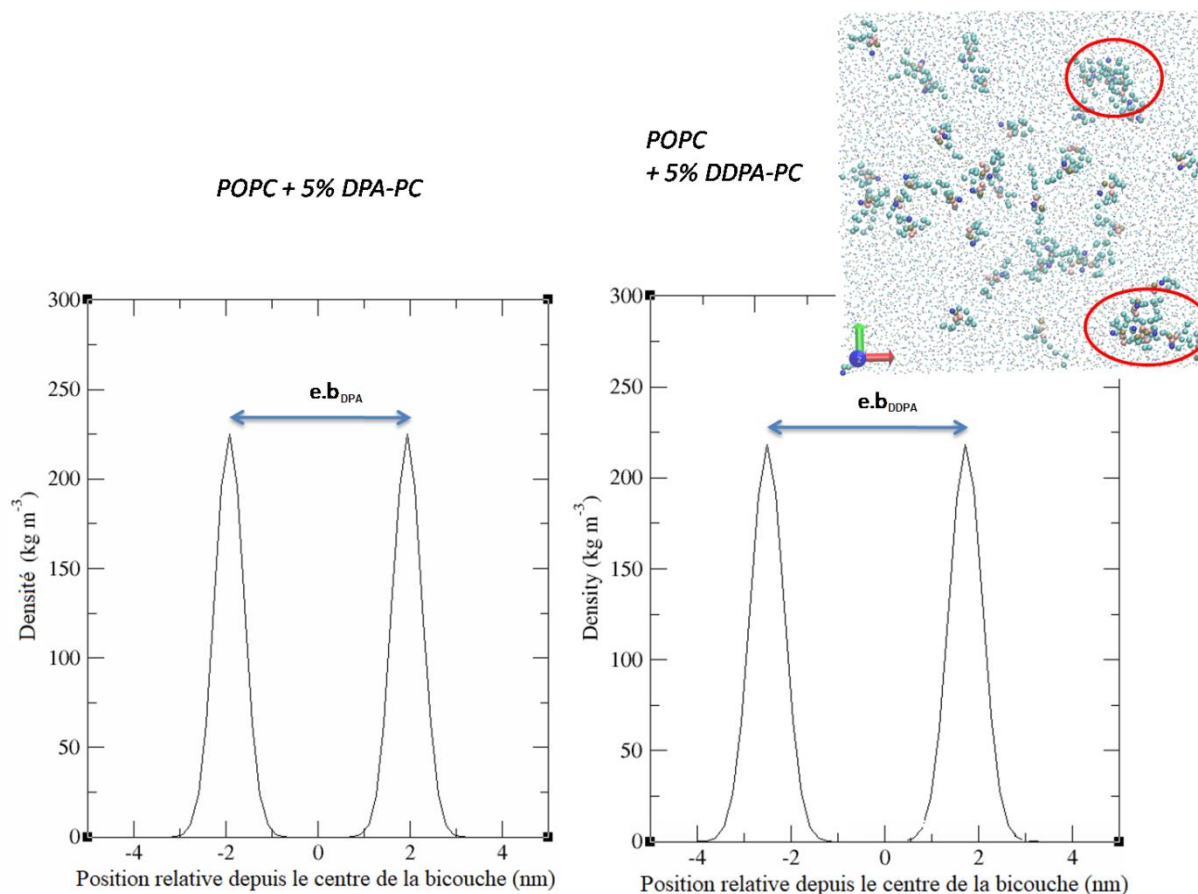 POPC + 5% DPA-PC
POPC
+ 5% DDPA-PC
300
250
200
150
100
50
0
Densité (kg m⁻³)
e.b_DPA
-4 -2 0 2 4
Position relative depuis le centre de la bicouche (nm)
300
250
200
150
100
50
0
Density (kg m⁻³)
e.b_DDPA
-4 -2 0 2 4
Position relative depuis le centre de la bicouche (nm)